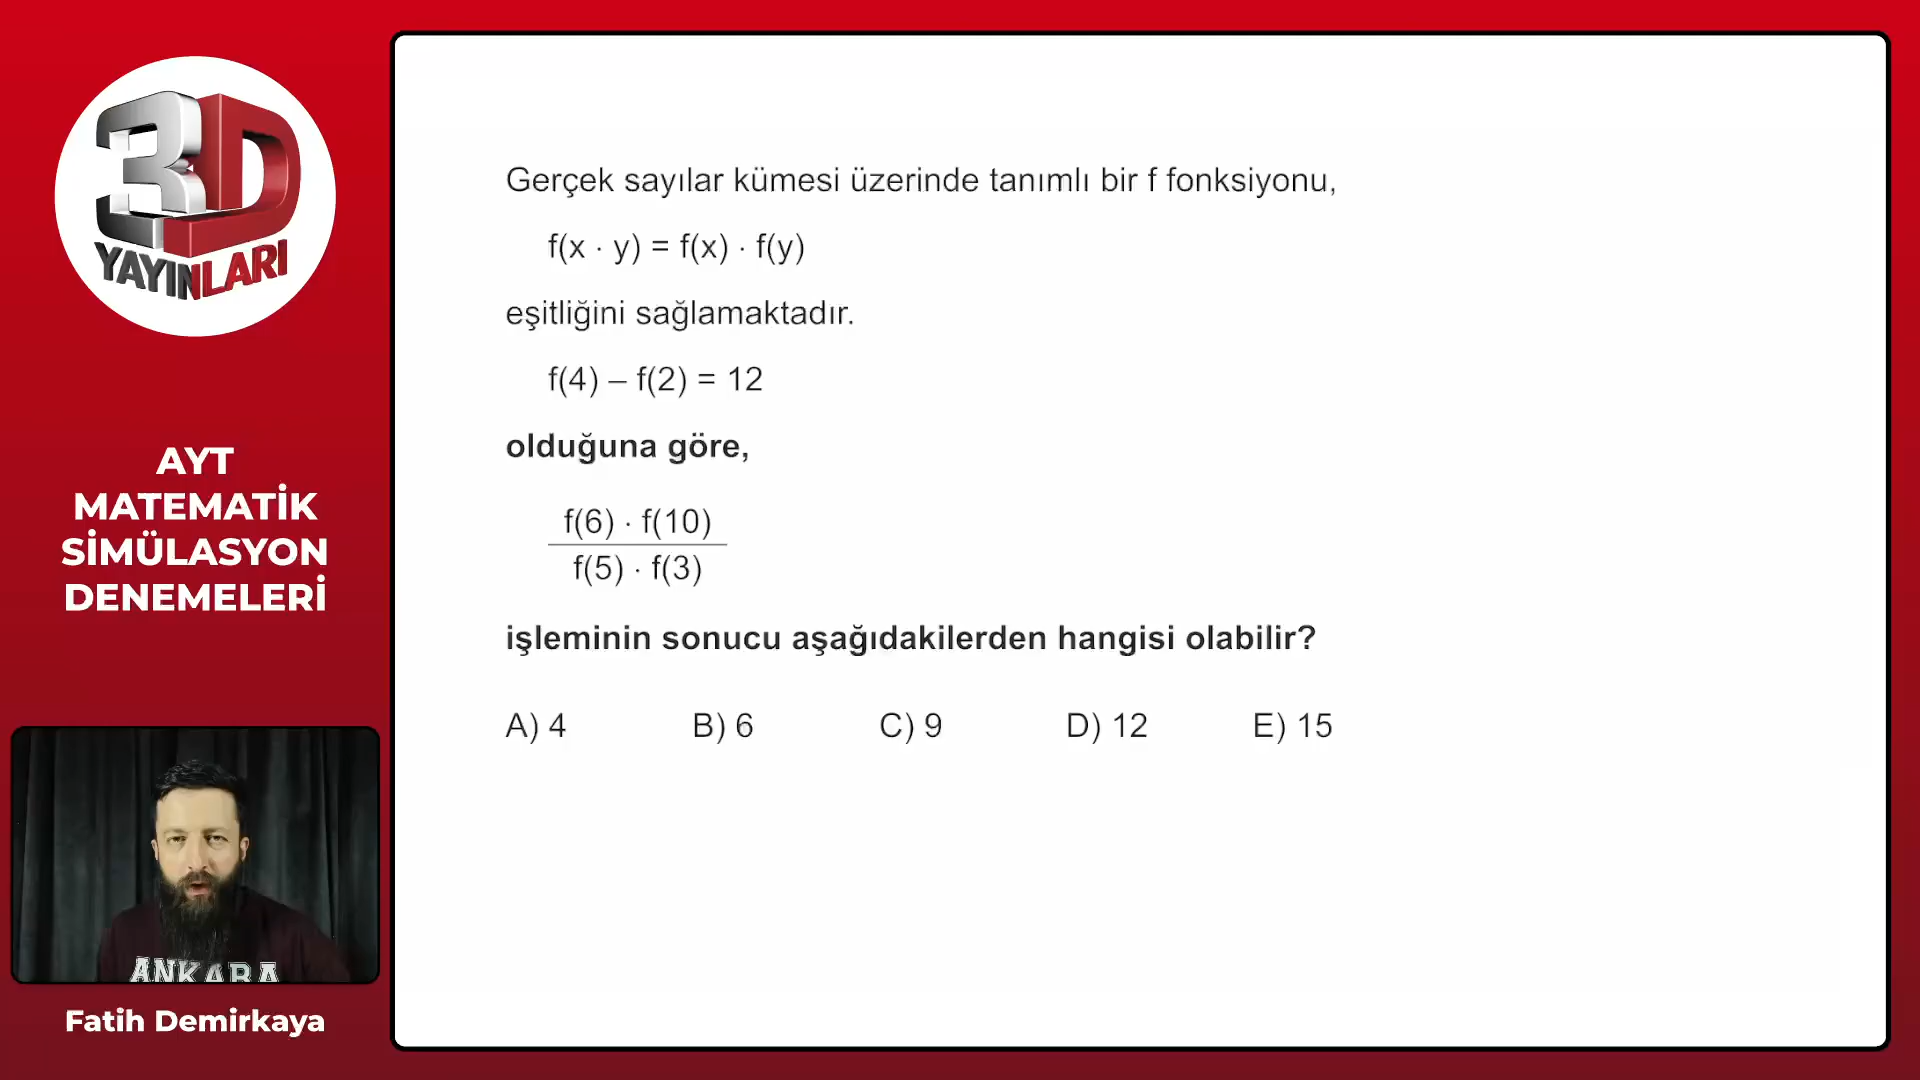 3D
YAYINLARI
AYT
MATEMATİK
SİMÜLASYON
DENEMELERİ
ANKARA
Fatih Demirkaya
Gerçek sayılar kümesi üzerinde tanımlı bir f fonksiyonu,
f(x · y) = f(x) · f(y)
eşitliğini sağlamaktadır.
f(4) – f(2) = 12
olduğuna göre,
f(6) · f(10)
f(5) · f(3)
işleminin sonucu aşağıdakilerden hangisi olabilir?
A) 4 B) 6 C) 9 D) 12 E) 15